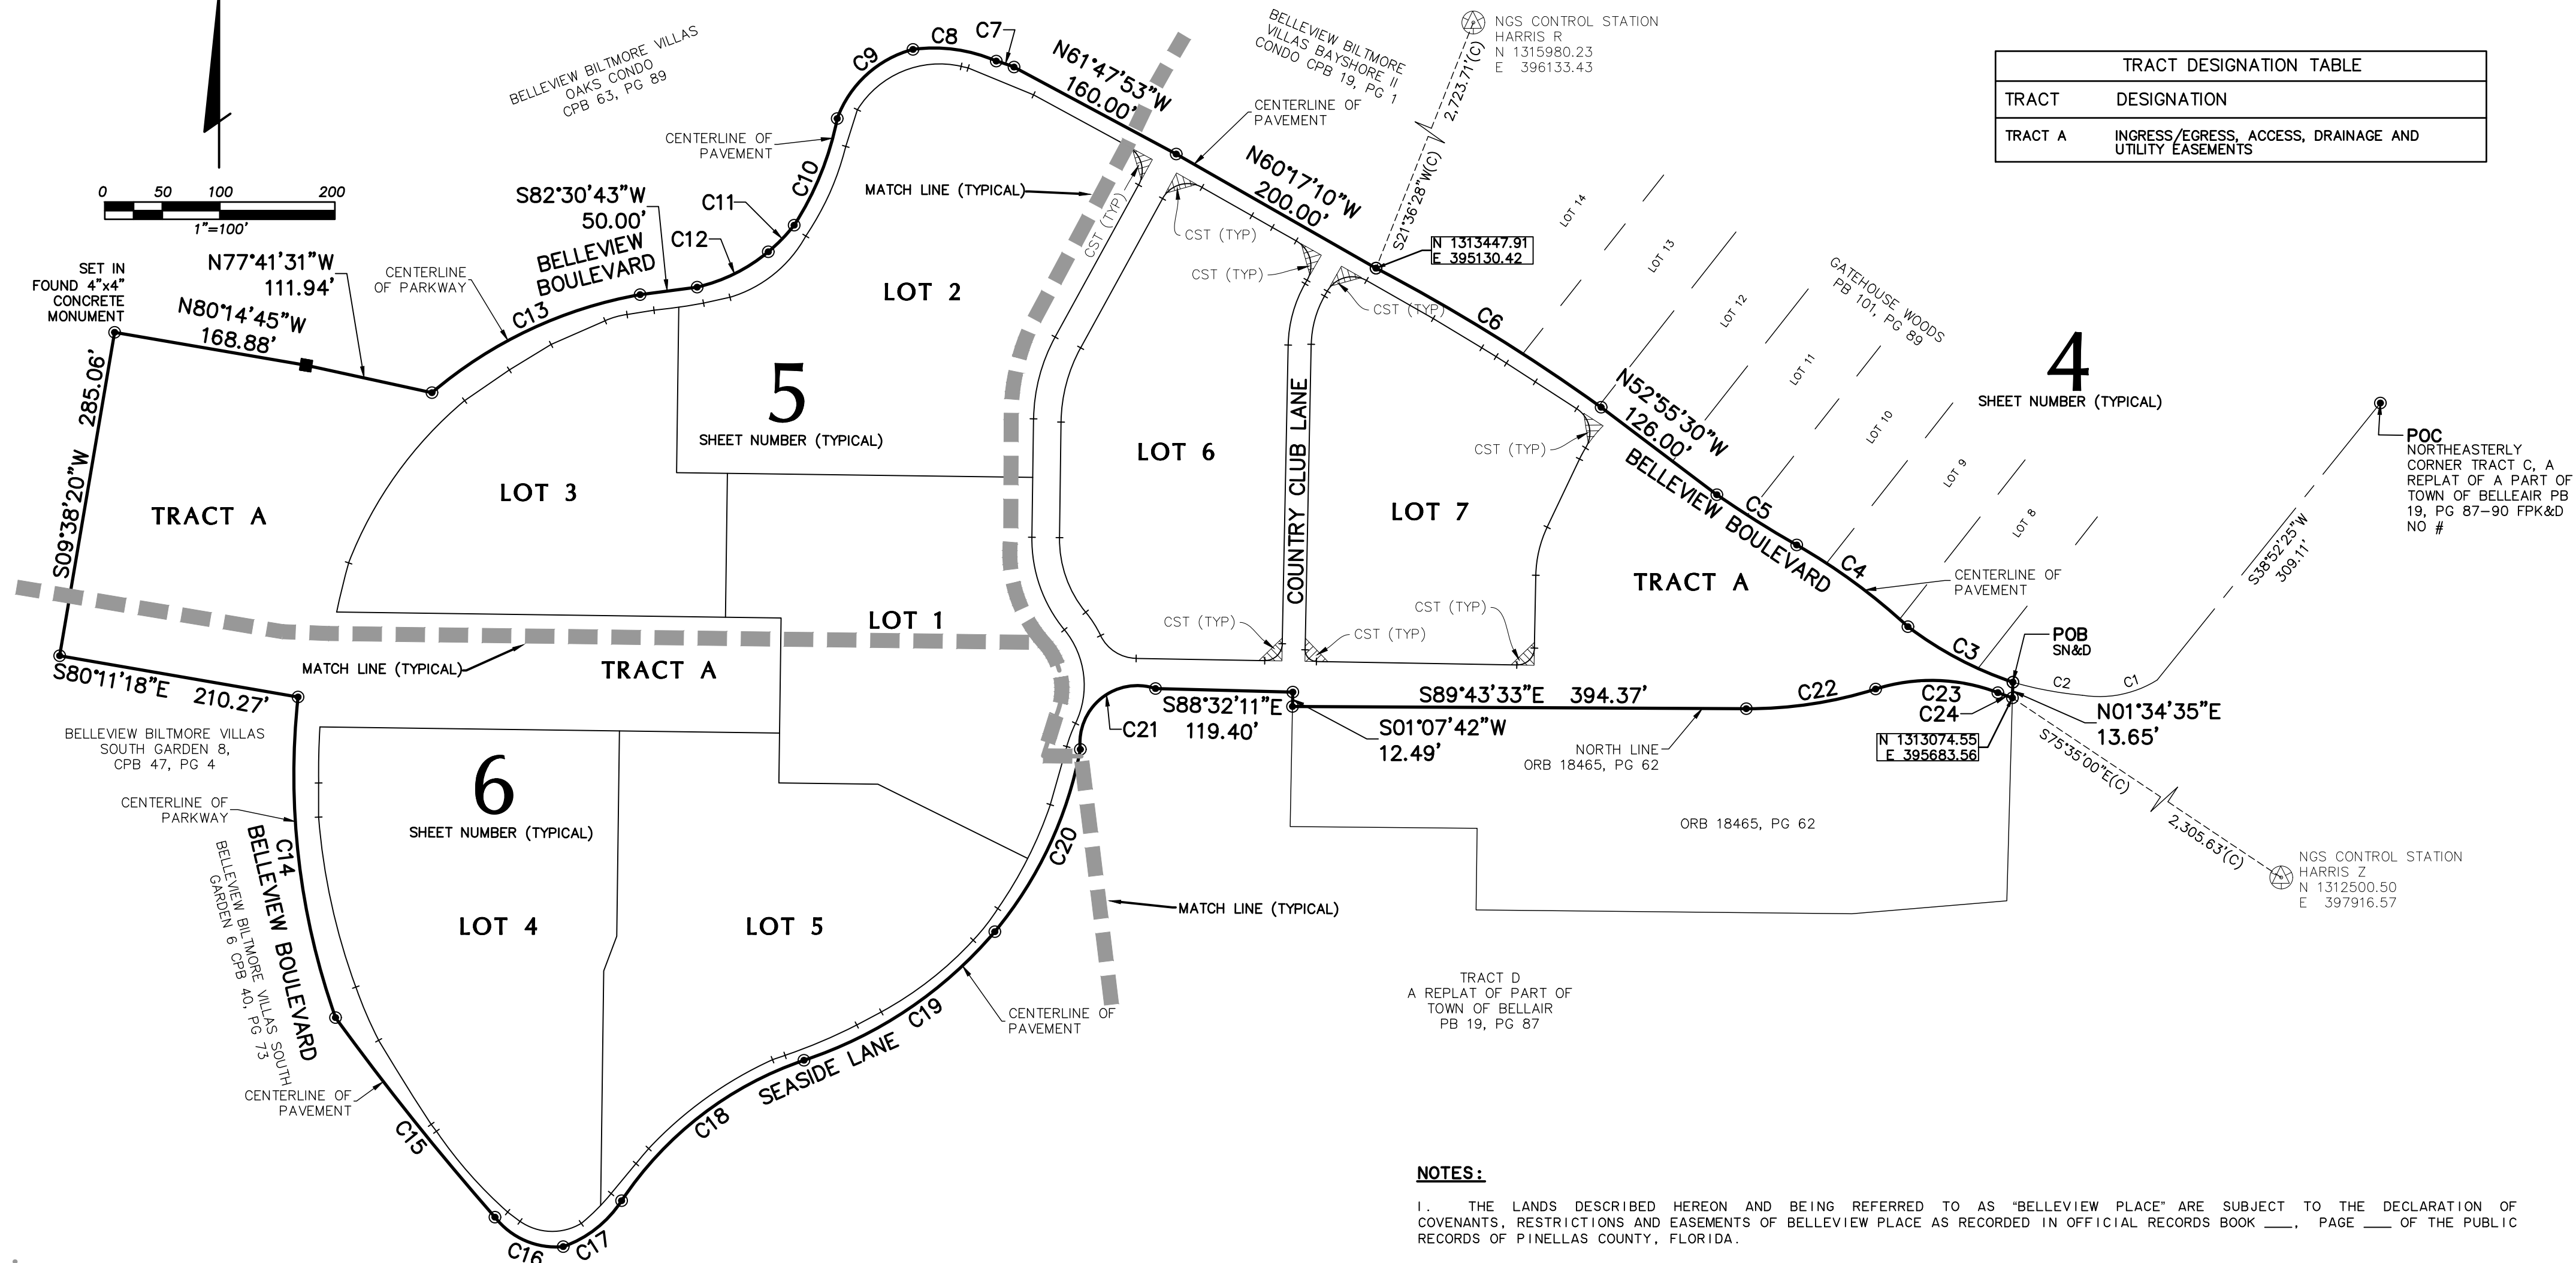 BELLEVIEW BILTMORE VILLAS
OAKS CONDO
CPB 63, PG 89
C9
C8
C7
N61°47'53"W
160.00'
BELLEVIEW BILTMORE
VILLAS BAYSHORE II
CONDO CPB 19, PG 1
NGS CONTROL STATION
HARRIS R
N 1315980.23
E 396133.43
2,723.71'(C)
S21°36'28"W(C)
TRACT DESIGNATION TABLE
TRACT DESIGNATION
TRACT A INGRESS/EGRESS, ACCESS, DRAINAGE AND
UTILITY EASEMENTS
0 50 100 200
1"=100'
CENTERLINE OF
PAVEMENT
CENTERLINE OF
PAVEMENT
N60°17'10"W
200.00'
MATCH LINE (TYPICAL)
CST (TYP)
CST (TYP)
CST (TYP)
CST (TYP)
N 1313447.91
E 395130.42
C10
C11
C12
S82°30'43"W
50.00'
BELLEVIEW
BOULEVARD
C13
CENTERLINE
OF PARKWAY
N77°41'31"W
111.94'
SET IN
FOUND 4"x4"
CONCRETE
MONUMENT
N80°14'45"W
168.88'
S09°38'20"W 285.06'
LOT 2
5
SHEET NUMBER (TYPICAL)
LOT 3
TRACT A
LOT 6
COUNTRY CLUB LANE
LOT 7
C6
LOT 14
LOT 13
LOT 12
LOT 11
LOT 10
LOT 9
LOT 8
GATEHOUSE WOODS
PB 101, PG 89
4
SHEET NUMBER (TYPICAL)
N52°55'30"W
126.00'
CST (TYP)
BELLEVIEW BOULEVARD
C5
C4
CENTERLINE OF
PAVEMENT
POC
NORTHEASTERLY
CORNER TRACT C, A
REPLAT OF A PART OF
TOWN OF BELLEAIR PB
19, PG 87-90 FPK&D
NO #
S38°52'25"W
309.11'
TRACT A
LOT 1
CST (TYP)
CST (TYP)
CST (TYP)
C3
POB
SN&D
C2
C1
MATCH LINE (TYPICAL)
TRACT A
S80°11'18"E 210.27'
BELLEVIEW BILTMORE VILLAS
SOUTH GARDEN 8,
CPB 47, PG 4
S88°32'11"E
119.40'
C21
S89°43'33"E 394.37'
S01°07'42"W
12.49'
C22
C23
C24
N01°34'35"E
13.65'
NORTH LINE
ORB 18465, PG 62
N 1313074.55
E 395683.56
S75°35'00"E(C)
2,305.63'(C)
ORB 18465, PG 62
NGS CONTROL STATION
HARRIS Z
N 1312500.50
E 397916.57
CENTERLINE OF
PARKWAY
6
SHEET NUMBER (TYPICAL)
C14
BELLEVIEW BOULEVARD
BELLEVIEW BILTMORE VILLAS SOUTH
GARDEN 6 CPB 40, PG 73
LOT 4
LOT 5
C20
MATCH LINE (TYPICAL)
TRACT D
A REPLAT OF PART OF
TOWN OF BELLAIR
PB 19, PG 87
CENTERLINE OF
PAVEMENT
C19
SEASIDE LANE
C18
CENTERLINE OF
PAVEMENT
C15
C16
C17
NOTES:
1. THE LANDS DESCRIBED HEREON AND BEING REFERRED TO AS "BELLEVIEW PLACE" ARE SUBJECT TO THE DECLARATION OF
COVENANTS, RESTRICTIONS AND EASEMENTS OF BELLEVIEW PLACE AS RECORDED IN OFFICIAL RECORDS BOOK ___, PAGE ___ OF THE PUBLIC
RECORDS OF PINELLAS COUNTY, FLORIDA.